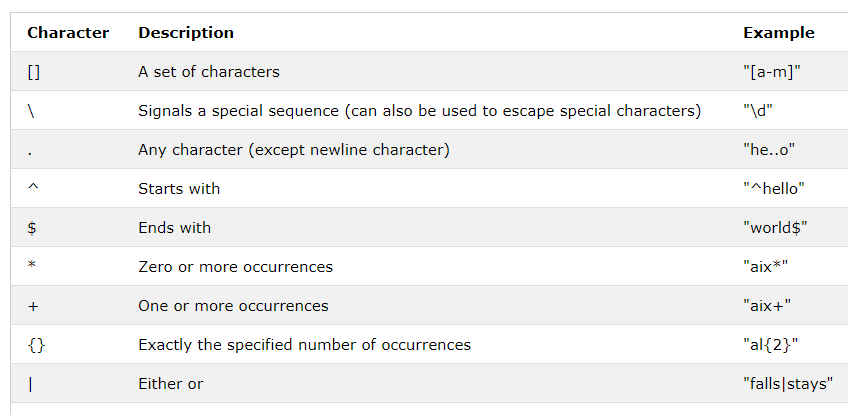 Character Description Example
[] A set of characters "[a-m]"
\ Signals a special sequence (can also be used to escape special characters) "\d"
. Any character (except newline character) "he..o"
^ Starts with "^hello"
$ Ends with "world$"
* Zero or more occurrences "aix*"
+ One or more occurrences "aix+"
{} Exactly the specified number of occurrences "al{2}"
| Either or "falls|stays"